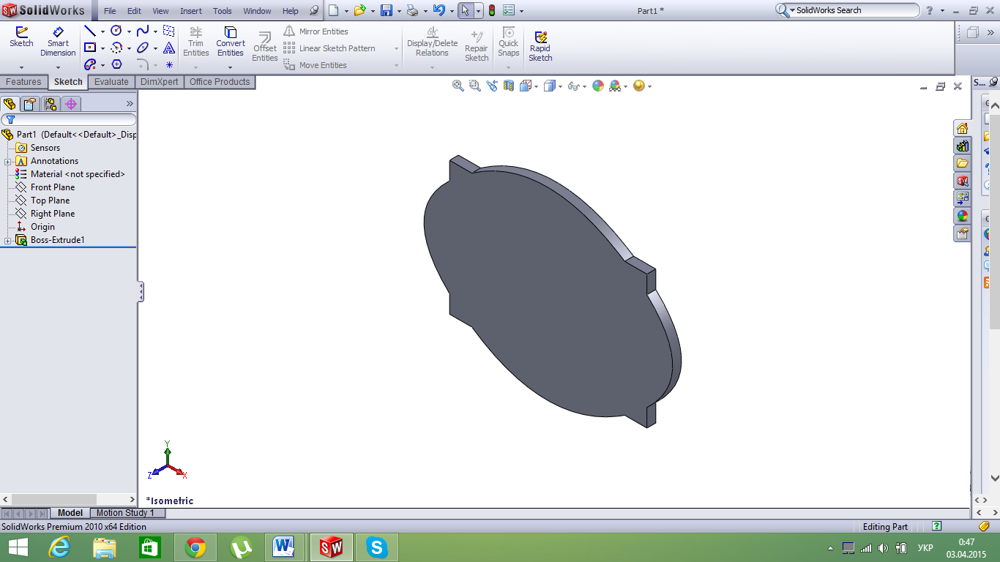 SolidWorks File Edit View Insert Tools Window Help Part1 * SolidWorks Search ?
Sketch Smart Dimension Trim Entities Convert Entities Offset Entities Mirror Entities Linear Sketch Pattern Move Entities Display/Delete Relations Repair Sketch Quick Snaps Rapid Sketch
Features Sketch Evaluate DimXpert Office Products
S...
Part1 (Default<<Default>_Disp
Sensors
Annotations
Material <not specified>
Front Plane
Top Plane
Right Plane
Origin
Boss-Extrude1
Y
Z X
*Isometric
Model Motion Study 1
SolidWorks Premium 2010 x64 Edition Editing Part
УКР 0:47
03.04.2015